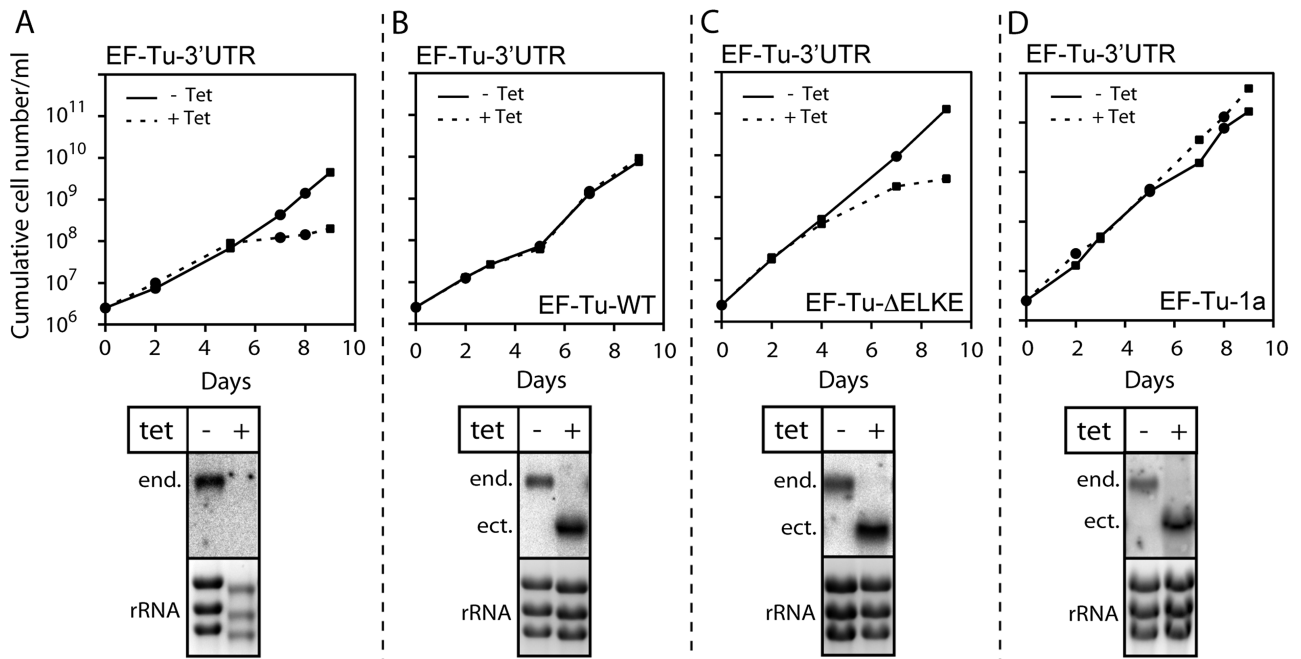 A
B
C
D
EF-Tu-3'UTR
EF-Tu-3'UTR
EF-Tu-3'UTR
EF-Tu-3'UTR
Cumulative cell number/ml
- Tet
+ Tet
- Tet
+ Tet
- Tet
+ Tet
- Tet
+ Tet
10^11
10^10
10^9
10^8
10^7
10^6
EF-Tu-WT
EF-Tu-ΔELKE
EF-Tu-1a
0 2 4 6 8 10
0 2 4 6 8 10
0 2 4 6 8 10
0 2 4 6 8 10
Days
Days
Days
Days
tet - +
end.
rRNA
tet - +
end.
ect.
rRNA
tet - +
end.
ect.
rRNA
tet - +
end.
ect.
rRNA